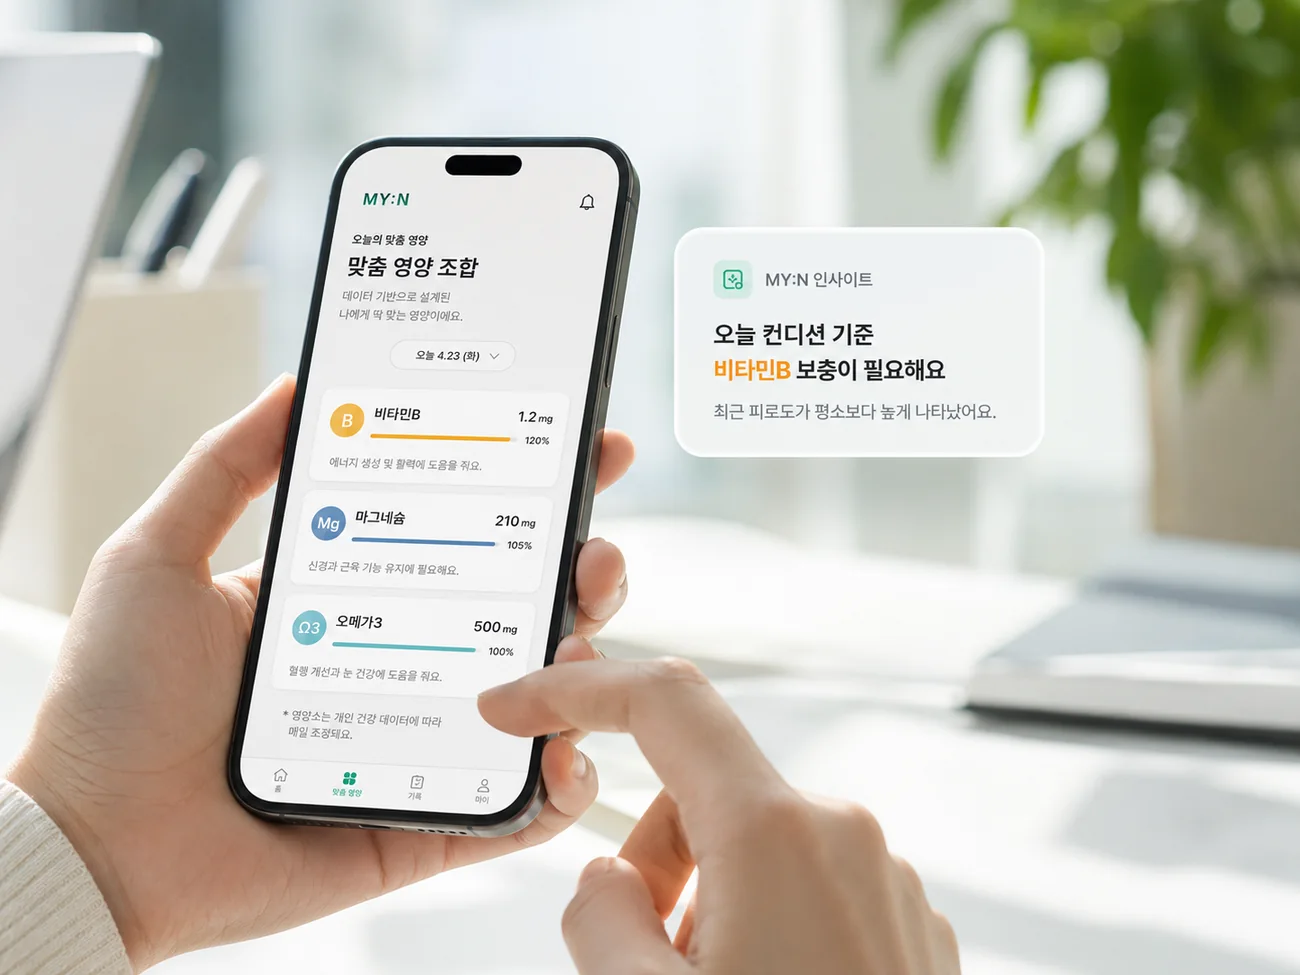 MY:N
오늘의 맞춤 영양
맞춤 영양 조합
데이터 기반으로 설계된
나에게 딱 맞는 영양이에요.
오늘 4.23 (화)
B
비타민B
1.2 mg
120%
에너지 생성 및 활력에 도움을 줘요.
Mg
마그네슘
210 mg
105%
신경과 근육 기능 유지에 필요해요.
Ω3
오메가3
500 mg
100%
혈행 개선과 눈 건강에 도움을 줘요.
* 영양소는 개인 건강 데이터에 따라
매일 조정돼요.
홈
맞춤 영양
기록
마이
MY:N 인사이트
오늘 컨디션 기준
비타민B 보충이 필요해요
최근 피로도가 평소보다 높게 나타났어요.